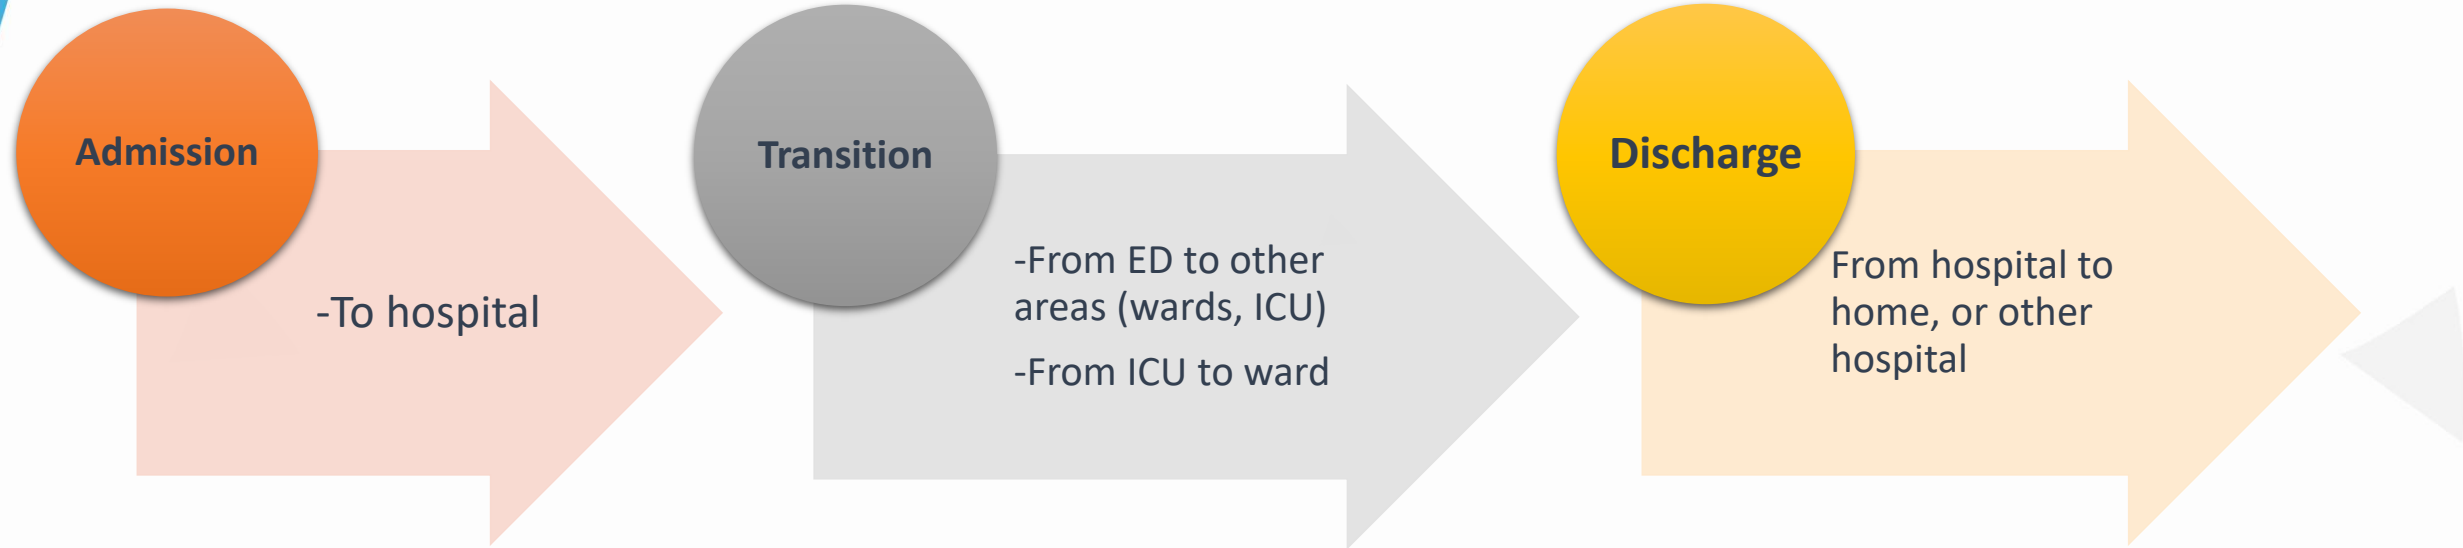 Admission
-To hospital
Transition
-From ED to other
areas (wards, ICU)
-From ICU to ward
Discharge
From hospital to
home, or other
hospital